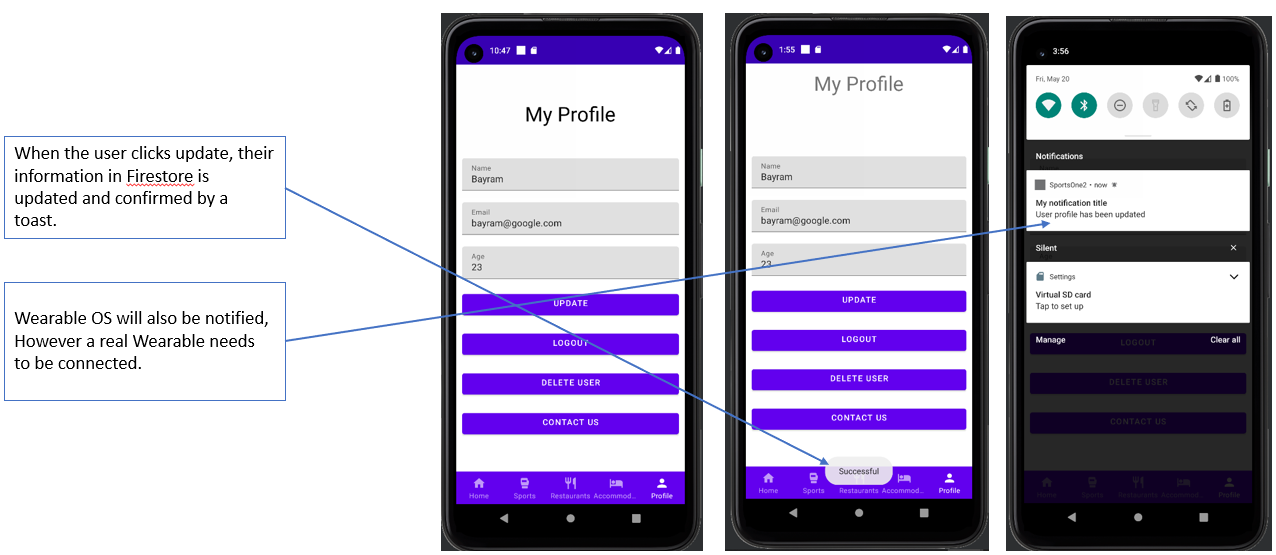 When the user clicks update, their
information in Firestore is
updated and confirmed by a
toast.
Wearable OS will also be notified,
However a real Wearable needs
to be connected.
10:47
My Profile
Name
Bayram
Email
bayram@google.com
Age
23
UPDATE
LOGOUT
DELETE USER
CONTACT US
Home Sports Restaurants Accommod... Profile
1:55
My Profile
Name
Bayram
Email
bayram@google.com
Age
23
UPDATE
LOGOUT
DELETE USER
CONTACT US
Successful
Home Sports Restaurants Accommod... Profile
3:56
Fri, May 20 100%
Notifications
SportsOne2 • now
My notification title
User profile has been updated
Silent
Settings
Virtual SD card
Tap to set up
Manage LOGOUT Clear all
DELETE USER
CONTACT US
Home Sports Restaurants Accommod... Profile